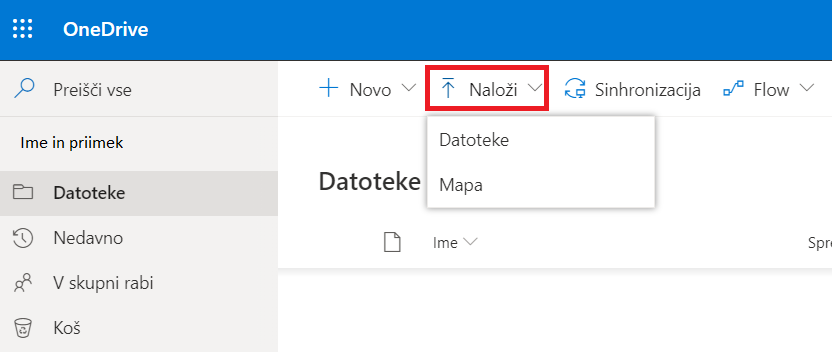 OneDrive
Preišči vse
Ime in priimek
Datoteke
Nedavno
V skupni rabi
Koš
Novo
Naloži
Sinhronizacija
Flow
Datoteke
Mapa
Datoteke
Ime
Spre